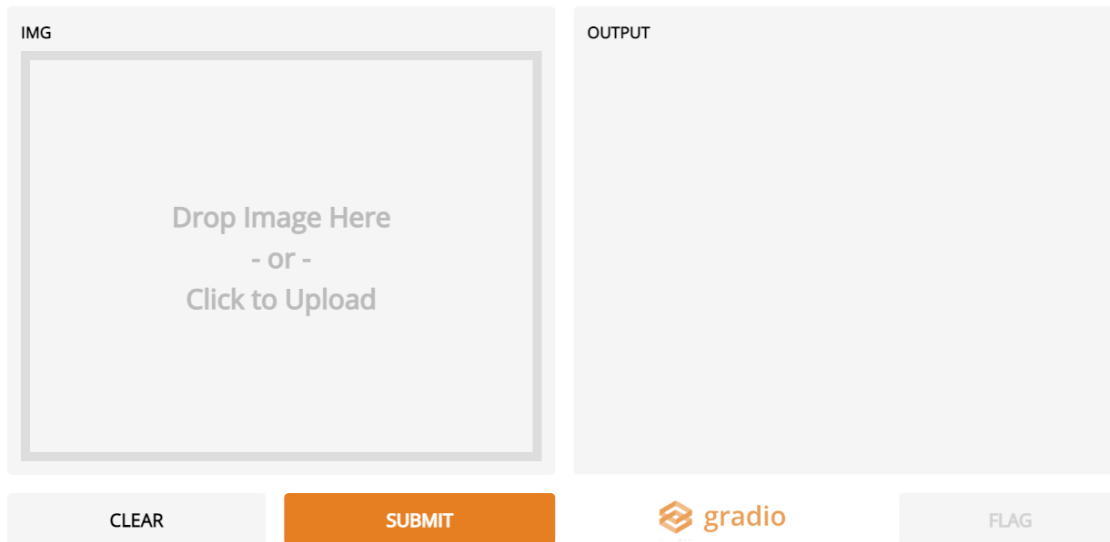 IMG
Drop Image Here
- or -
Click to Upload
OUTPUT
CLEAR
SUBMIT
gradio
FLAG